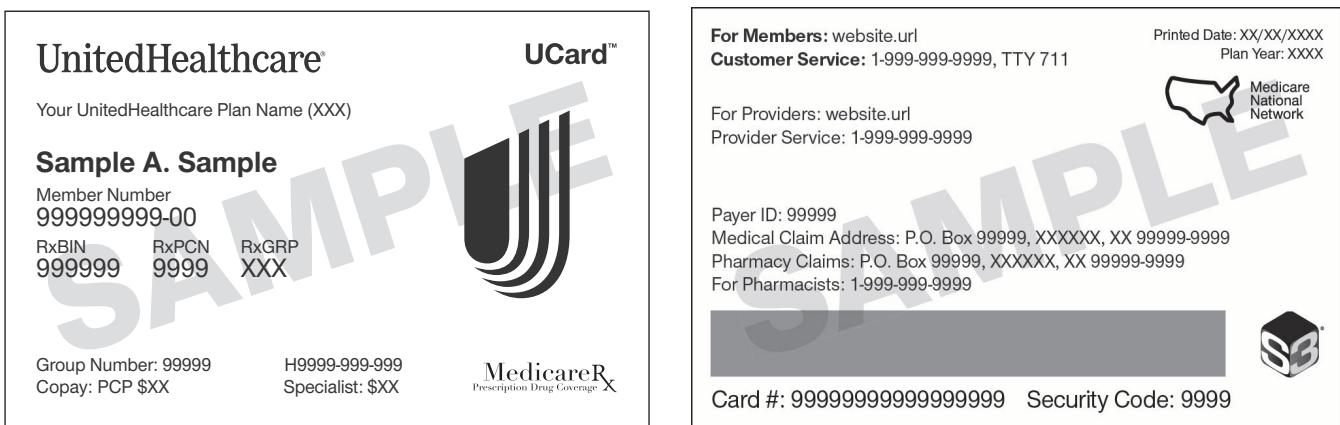 UnitedHealthcare®
UCard™
Your UnitedHealthcare Plan Name (XXX)
Sample A. Sample
Member Number
999999999-00
RxBIN RxPCN RxGRP
999999 9999 XXX
Group Number: 99999 H9999-999-999
Copay: PCP $XX Specialist: $XX
MedicareRx
Prescription Drug Coverage
SAMPLE
For Members: website.url
Customer Service: 1-999-999-9999, TTY 711
Printed Date: XX/XX/XXXX
Plan Year: XXXX
Medicare
National
Network
For Providers: website.url
Provider Service: 1-999-999-9999
Payer ID: 99999
Medical Claim Address: P.O. Box 99999, XXXXXX, XX 99999-9999
Pharmacy Claims: P.O. Box 99999, XXXXXX, XX 99999-9999
For Pharmacists: 1-999-999-9999
S3®
Card #: 99999999999999999 Security Code: 9999
SAMPLE